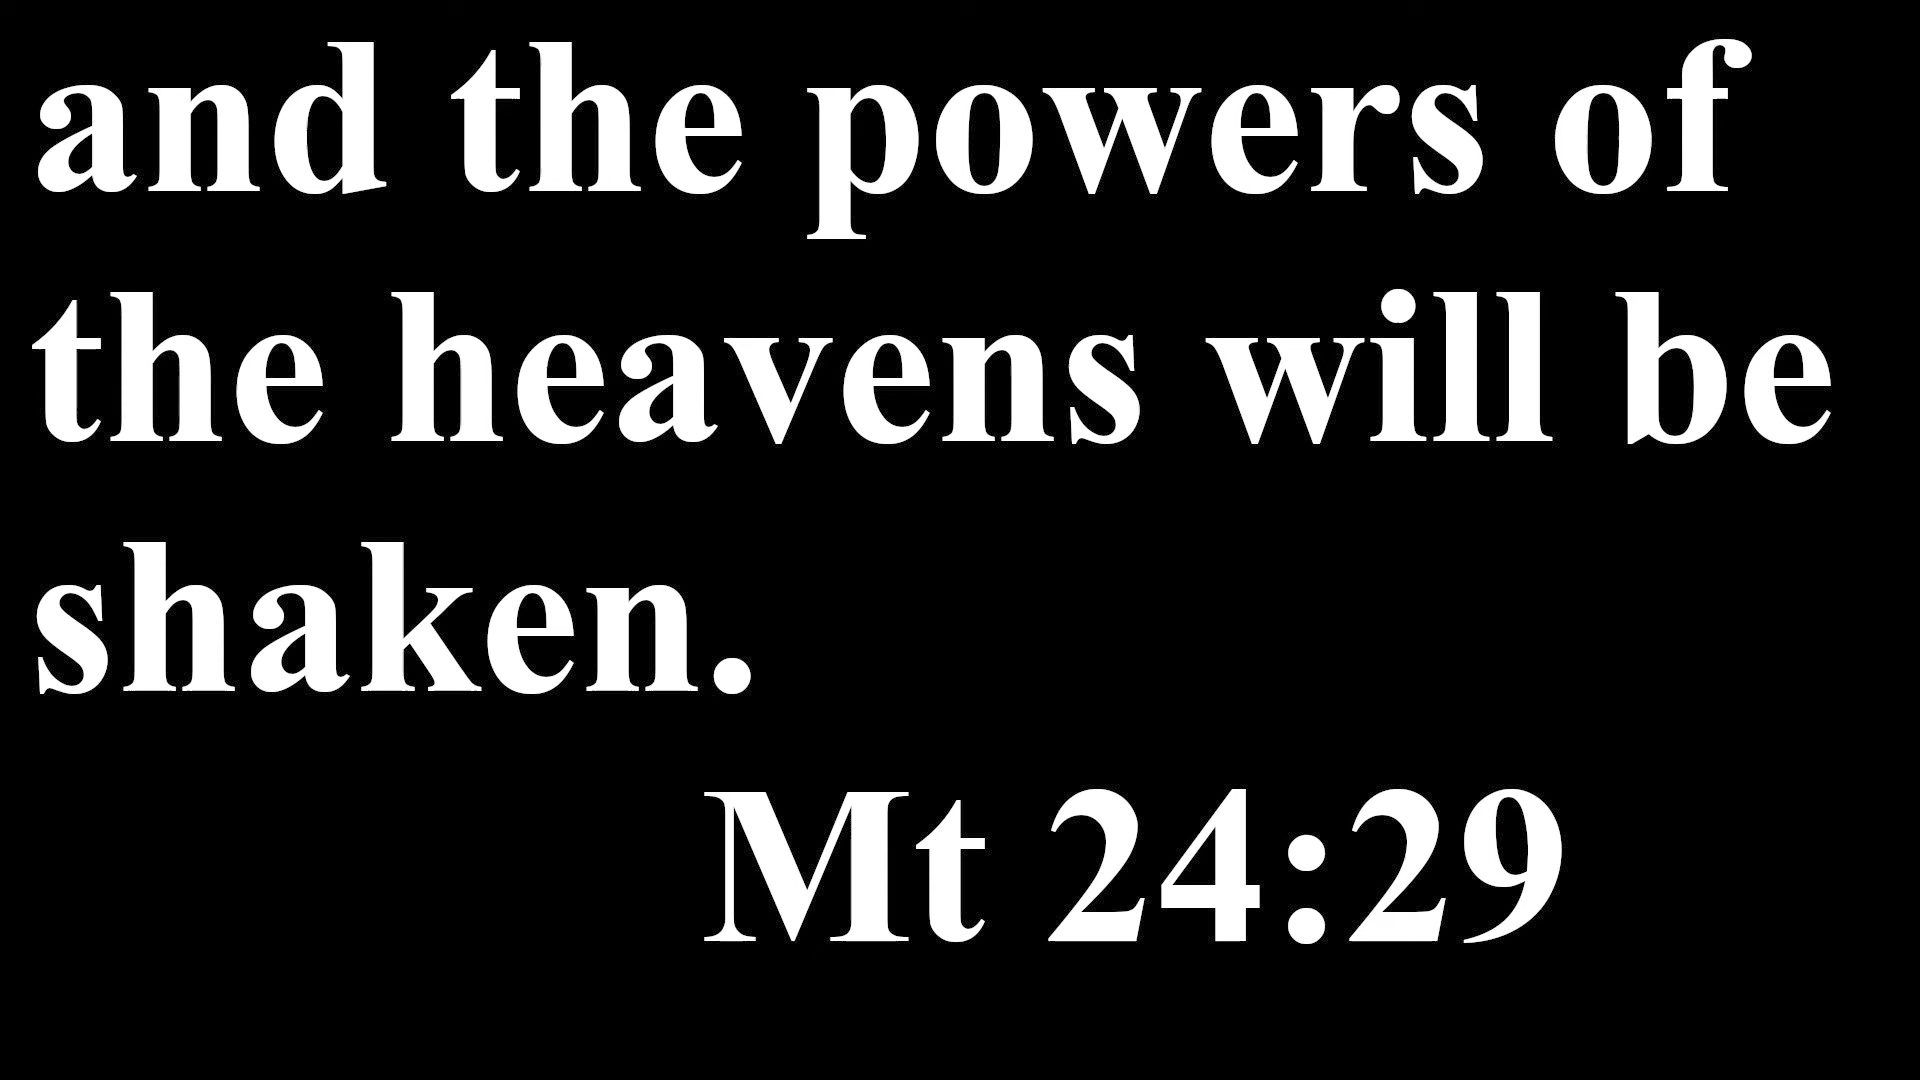 and the powers of
the heavens will be
shaken.
Mt 24:29